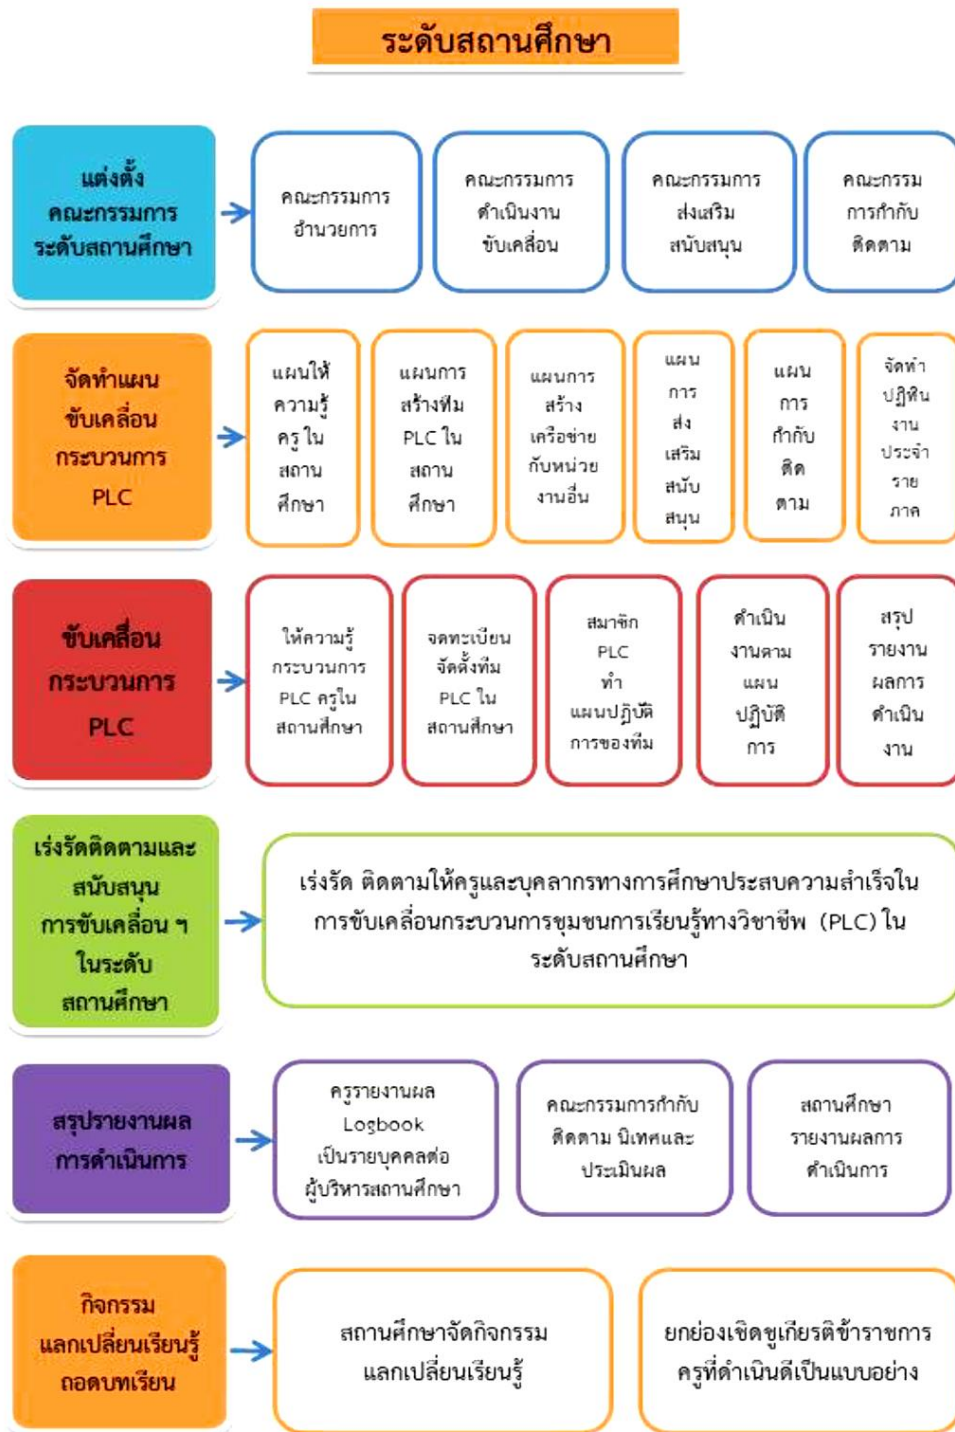 ระดับสถานศึกษา
แต่งตั้ง
คณะกรรมการ
ระดับสถานศึกษา
คณะกรรมการ
อำนวยการ
คณะกรรมการ
ดำเนินงาน
ขับเคลื่อน
คณะกรรมการ
ส่งเสริม
สนับสนุน
คณะกรรม
การกำกับ
ติดตาม
จัดทำแผน
ขับเคลื่อน
กระบวนการ
PLC
แผนให้
ความรู้
ครู ใน
สถาน
ศึกษา
แผนการ
สร้างทีม
PLC ใน
สถาน
ศึกษา
แผนการ
สร้าง
เครือข่าย
กับหน่วย
งานอื่น
แผน
การ
ส่ง
เสริม
สนับ
สนุน
แผน
การ
กำกับ
ติด
ตาม
จัดทำ
ปฏิทิน
งาน
ประจำ
ราย
ภาค
ขับเคลื่อน
กระบวนการ
PLC
ให้ความรู้
กระบวนการ
PLC ครูใน
สถานศึกษา
จดทะเบียน
จัดตั้งทีม
PLC ใน
สถานศึกษา
สมาชิก
PLC
ทำ
แผนปฏิบัติ
การของทีม
ดำเนิน
งานตาม
แผน
ปฏิบัติ
การ
สรุป
รายงาน
ผลการ
ดำเนิน
งาน
เร่งรัดติดตามและ
สนับสนุน
การขับเคลื่อน ฯ
ในระดับ
สถานศึกษา
เร่งรัด ติดตามให้ครูและบุคลากรทางการศึกษาประสบความสำเร็จใน
การขับเคลื่อนกระบวนการชุมชนการเรียนรู้ทางวิชาชีพ (PLC) ใน
ระดับสถานศึกษา
สรุปรายงานผล
การดำเนินการ
ครูรายงานผล
Logbook
เป็นรายบุคคลต่อ
ผู้บริหารสถานศึกษา
คณะกรรมการกำกับ
ติดตาม นิเทศและ
ประเมินผล
สถานศึกษา
รายงานผลการ
ดำเนินการ
กิจกรรม
แลกเปลี่ยนเรียนรู้
ถอดบทเรียน
สถานศึกษาจัดกิจกรรม
แลกเปลี่ยนเรียนรู้
ยกย่องเชิดชูเกียรติข้าราชการ
ครูที่ดำเนินดีเป็นแบบอย่าง